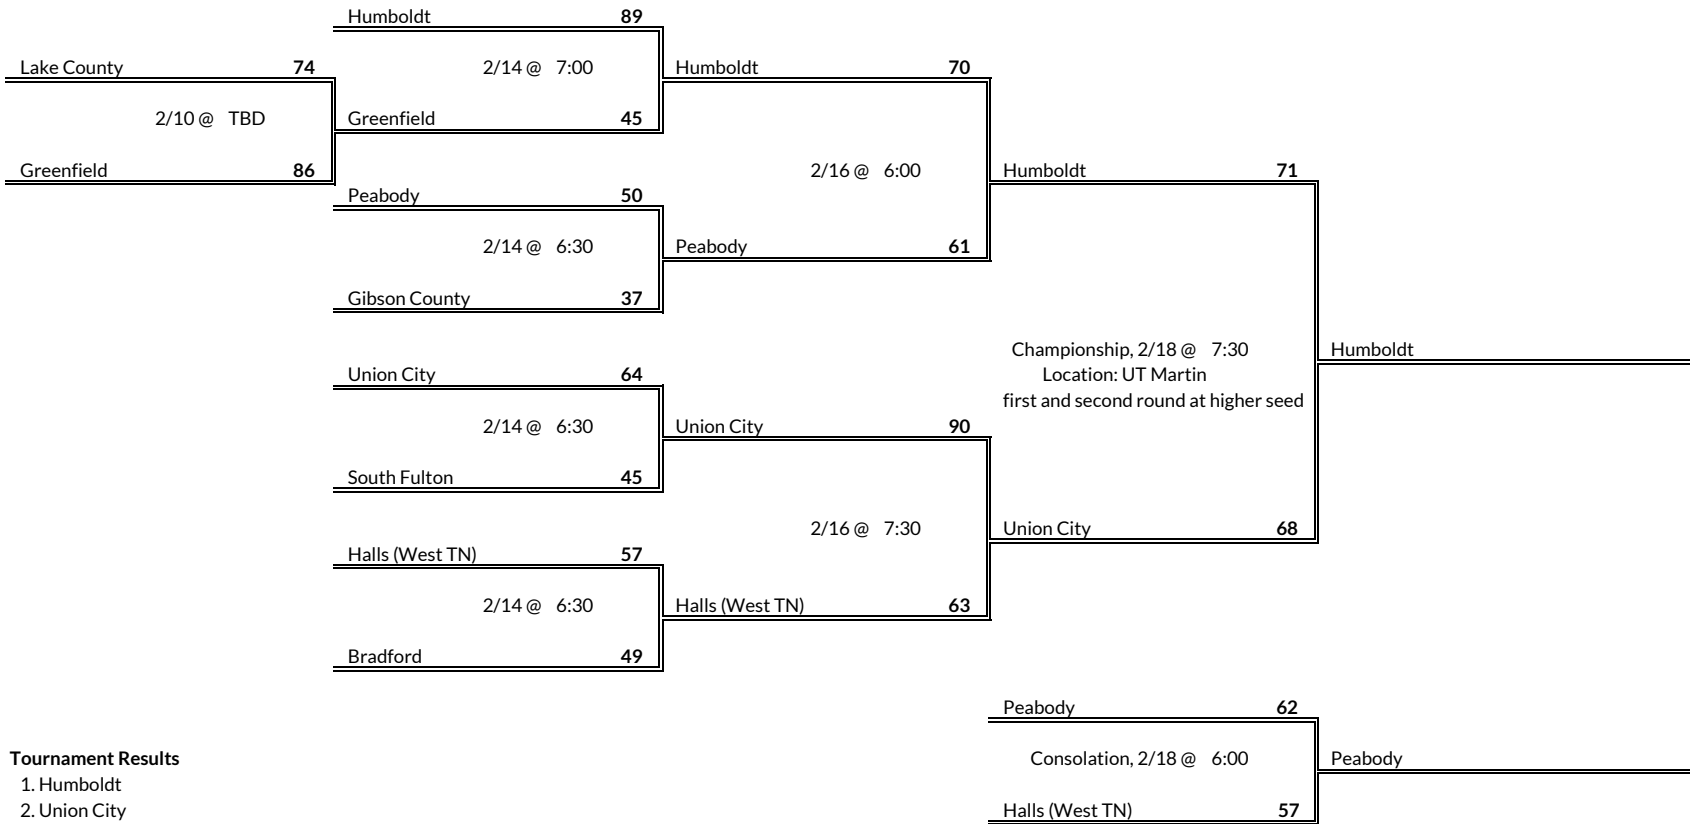 Humboldt 89
Lake County 74
2/14 @ 7:00
Humboldt 70
2/10 @ TBD
Greenfield 45
Greenfield 86
2/16 @ 6:00
Humboldt 71
Peabody 50
2/14 @ 6:30
Peabody 61
Gibson County 37
Championship, 2/18 @ 7:30
Humboldt
Union City 64
Location: UT Martin
first and second round at higher seed
2/14 @ 6:30
Union City 90
South Fulton 45
2/16 @ 7:30
Union City 68
Halls (West TN) 57
2/14 @ 6:30
Halls (West TN) 63
Bradford 49
Peabody 62
Tournament Results
Consolation, 2/18 @ 6:00
Peabody
1. Humboldt
2. Union City
Halls (West TN) 57